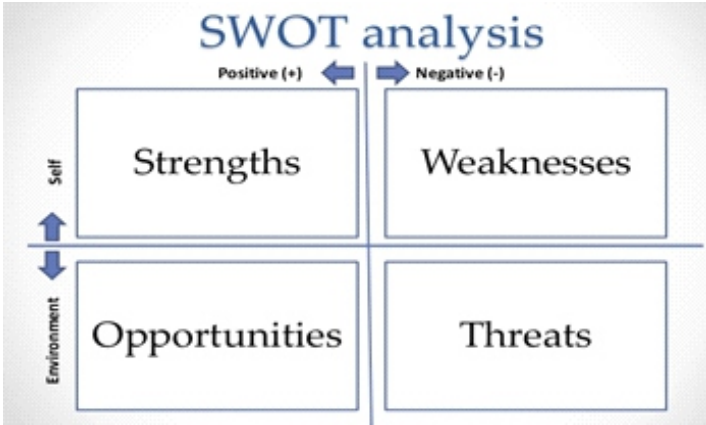 SWOT analysis
Positive (+) Negative (-)
Self
Strengths
Weaknesses
Environment
Opportunities
Threats